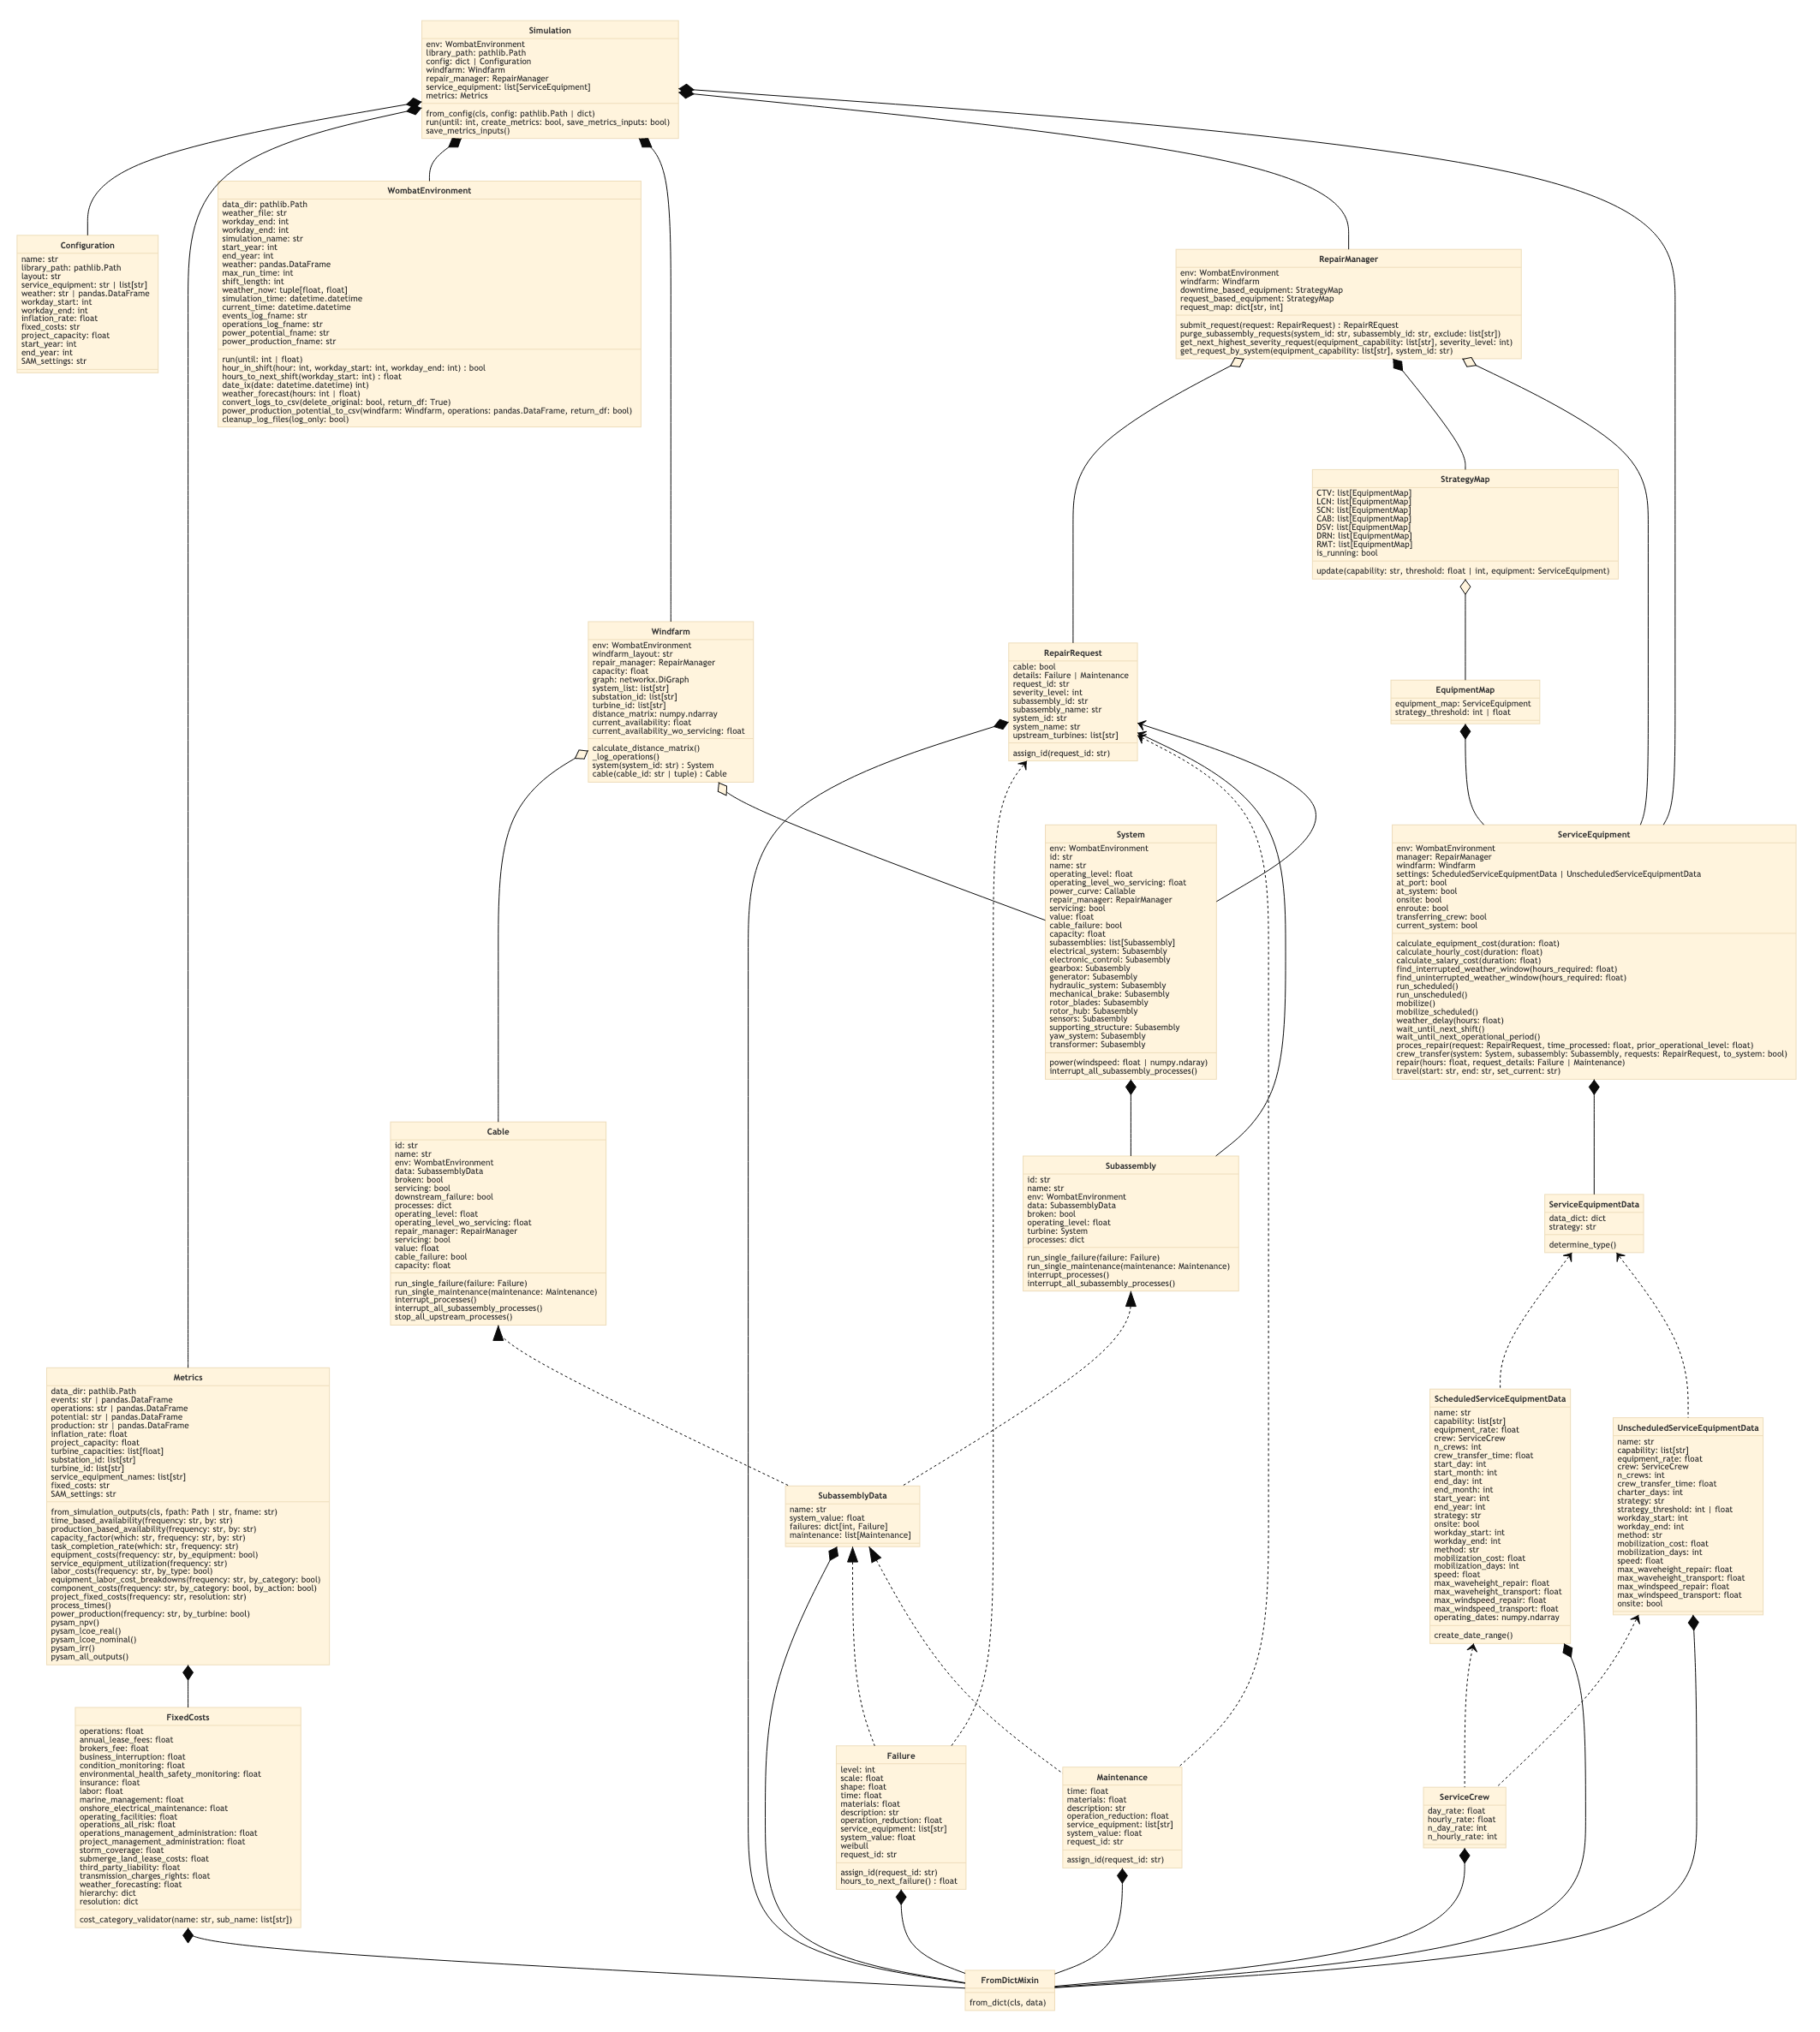 Simulation
env: WombatEnvironment
library_path: pathlib.Path
config: dict | Configuration
windfarm: Windfarm
repair_manager: RepairManager
service_equipment: list[ServiceEquipment]
metrics: Metrics
from_config(cls, config: pathlib.Path | dict)
run(until: int, create_metrics: bool, save_metrics_inputs: bool)
save_metrics_inputs()
WombatEnvironment
data_dir: pathlib.Path
weather_file: str
workday_end: int
workday_end: int
simulation_name: str
start_year: int
end_year: int
weather: pandas.DataFrame
max_run_time: int
shift_length: int
weather_now: tuple[float, float]
simulation_time: datetime.datetime
current_time: datetime.datetime
events_log_fname: str
operations_log_fname: str
power_potential_fname: str
power_production_fname: str
run(until: int | float)
hour_in_shift(hour: int, workday_start: int, workday_end: int) : bool
hours_to_next_shift(workday_start: int) : float
date_ix(date: datetime.datetime) int)
weather_forecast(hours: int | float)
convert_logs_to_csv(delete_original: bool, return_df: True)
power_production_potential_to_csv(windfarm: Windfarm, operations: pandas.DataFrame, return_df: bool)
cleanup_log_files(log_only: bool)
Configuration
name: str
library_path: pathlib.Path
layout: str
service_equipment: str | list[str]
weather: str | pandas.DataFrame
workday_start: int
workday_end: int
inflation_rate: float
fixed_costs: str
project_capacity: float
start_year: int
end_year: int
SAM_settings: str
RepairManager
env: WombatEnvironment
windfarm: Windfarm
downtime_based_equipment: StrategyMap
request_based_equipment: StrategyMap
request_map: dict[str, int]
submit_request(request: RepairRequest) : RepairREquest
purge_subassembly_requests(system_id: str, subassembly_id: str, exclude: list[str])
get_next_highest_severity_request(equipment_capability: list[str], severity_level: int)
get_request_by_system(equipment_capability: list[str], system_id: str)
StrategyMap
CTV: list[EquipmentMap]
LCN: list[EquipmentMap]
SCN: list[EquipmentMap]
CAB: list[EquipmentMap]
DSV: list[EquipmentMap]
DRN: list[EquipmentMap]
RMT: list[EquipmentMap]
is_running: bool
update(capability: str, threshold: float | int, equipment: ServiceEquipment)
Windfarm
env: WombatEnvironment
windfarm_layout: str
repair_manager: RepairManager
capacity: float
graph: networkx.DiGraph
system_list: list[str]
substation_id: list[str]
turbine_id: list[str]
distance_matrix: numpy.ndarray
current_availability: float
current_availability_wo_servicing: float
calculate_distance_matrix()
_log_operations()
system(system_id: str) : System
cable(cable_id: str | tuple) : Cable
RepairRequest
cable: bool
details: Failure | Maintenance
request_id: str
severity_level: int
subassembly_id: str
subassembly_name: str
system_id: str
system_name: str
upstream_turbines: list[str]
assign_id(request_id: str)
EquipmentMap
equipment_map: ServiceEquipment
strategy_threshold: int | float
System
env: WombatEnvironment
id: str
name: str
operating_level: float
operating_level_wo_servicing: float
power_curve: Callable
repair_manager: RepairManager
servicing: bool
value: float
cable_failure: bool
capacity: float
subassemblies: list[Subassembly]
electrical_system: Subassembly
electronic_control: Subassembly
gearbox: Subassembly
generator: Subassembly
hydraulic_system: Subassembly
mechanical_brake: Subassembly
rotor_blades: Subassembly
rotor_hub: Subassembly
sensors: Subassembly
supporting_structure: Subassembly
yaw_system: Subassembly
transformer: Subassembly
power(windspeed: float | numpy.ndaray)
interrupt_all_subassembly_processes()
ServiceEquipment
env: WombatEnvironment
manager: RepairManager
windfarm: Windfarm
settings: ScheduledServiceEquipmentData | UnscheduledServiceEquipmentData
at_port: bool
at_system: bool
onsite: bool
enroute: bool
transferring_crew: bool
current_system: bool
calculate_equipment_cost(duration: float)
calculate_hourly_cost(duration: float)
calculate_salary_cost(duration: float)
find_interrupted_weather_window(hours_required: float)
find_uninterrupted_weather_window(hours_required: float)
run_scheduled()
run_unscheduled()
mobilize()
mobilize_scheduled()
weather_delay(hours: float)
wait_until_next_shift()
wait_until_next_operational_period()
proces_repair(request: RepairRequest, time_processed: float, prior_operational_level: float)
crew_transfer(system: System, subassembly: Subassembly, requests: RepairRequest, to_system: bool)
repair(hours: float, request_details: Failure | Maintenance)
travel(start: str, end: str, set_current: str)
Cable
id: str
name: str
env: WombatEnvironment
data: SubassemblyData
broken: bool
servicing: bool
downstream_failure: bool
processes: dict
operating_level: float
operating_level_wo_servicing: float
repair_manager: RepairManager
servicing: bool
value: float
cable_failure: bool
capacity: float
run_single_failure(failure: Failure)
run_single_maintenance(maintenance: Maintenance)
interrupt_processes()
interrupt_all_subassembly_processes()
stop_all_upstream_processes()
Subassembly
id: str
name: str
env: WombatEnvironment
data: SubassemblyData
broken: bool
operating_level: float
turbine: System
processes: dict
run_single_failure(failure: Failure)
run_single_maintenance(maintenance: Maintenance)
interrupt_processes()
interrupt_all_subassembly_processes()
ServiceEquipmentData
data_dict: dict
strategy: str
determine_type()
Metrics
data_dir: pathlib.Path
events: str | pandas.DataFrame
operations: str | pandas.DataFrame
potential: str | pandas.DataFrame
production: str | pandas.DataFrame
inflation_rate: float
project_capacity: float
turbine_capacities: list[float]
substation_id: list[str]
turbine_id: list[str]
service_equipment_names: list[str]
fixed_costs: str
SAM_settings: str
from_simulation_outputs(cls, fpath: Path | str, fname: str)
time_based_availability(frequency: str, by: str)
production_based_availability(frequency: str, by: str)
capacity_factor(which: str, frequency: str, by: str)
task_completion_rate(which: str, frequency: str)
equipment_costs(frequency: str, by_equipment: bool)
service_equipment_utilization(frequency: str)
labor_costs(frequency: str, by_type: bool)
equipment_labor_cost_breakdowns(frequency: str, by_category: bool)
component_costs(frequency: str, by_category: bool, by_action: bool)
project_fixed_costs(frequency: str, resolution: str)
process_times()
power_production(frequency: str, by_turbine: bool)
pysam_npv()
pysam_lcoe_real()
pysam_lcoe_nominal()
pysam_irr()
pysam_all_outputs()
ScheduledServiceEquipmentData
name: str
capability: list[str]
equipment_rate: float
crew: ServiceCrew
n_crews: int
crew_transfer_time: float
start_day: int
start_month: int
end_day: int
end_month: int
start_year: int
end_year: int
strategy: str
onsite: bool
workday_start: int
workday_end: int
method: str
mobilization_cost: float
mobilization_days: int
speed: float
max_waveheight_repair: float
max_waveheight_transport: float
max_windspeed_repair: float
max_windspeed_transport: float
operating_dates: numpy.ndarray
create_date_range()
UnscheduledServiceEquipmentData
name: str
capability: list[str]
equipment_rate: float
crew: ServiceCrew
n_crews: int
crew_transfer_time: float
charter_days: int
strategy: str
strategy_threshold: int | float
workday_start: int
workday_end: int
method: str
mobilization_cost: float
mobilization_days: int
speed: float
max_waveheight_repair: float
max_waveheight_transport: float
max_windspeed_repair: float
max_windspeed_transport: float
onsite: bool
SubassemblyData
name: str
system_value: float
failures: dict[int, Failure]
maintenance: list[Maintenance]
FixedCosts
operations: float
annual_lease_fees: float
brokers_fee: float
business_interruption: float
condition_monitoring: float
environmental_health_safety_monitoring: float
insurance: float
labor: float
marine_management: float
onshore_electrical_maintenance: float
operating_facilities: float
operations_all_risk: float
operations_management_administration: float
project_management_administration: float
storm_coverage: float
submerge_land_lease_costs: float
third_party_liability: float
transmission_charges_rights: float
weather_forecasting: float
hierarchy: dict
resolution: dict
cost_category_validator(name: str, sub_name: list[str])
Failure
level: int
scale: float
shape: float
time: float
materials: float
description: str
operation_reduction: float
service_equipment: list[str]
system_value: float
weibull
request_id: str
assign_id(request_id: str)
hours_to_next_failure() : float
Maintenance
time: float
materials: float
description: str
operation_reduction: float
service_equipment: list[str]
system_value: float
request_id: str
assign_id(request_id: str)
ServiceCrew
day_rate: float
hourly_rate: float
n_day_rate: int
n_hourly_rate: int
FromDictMixin
from_dict(cls, data)